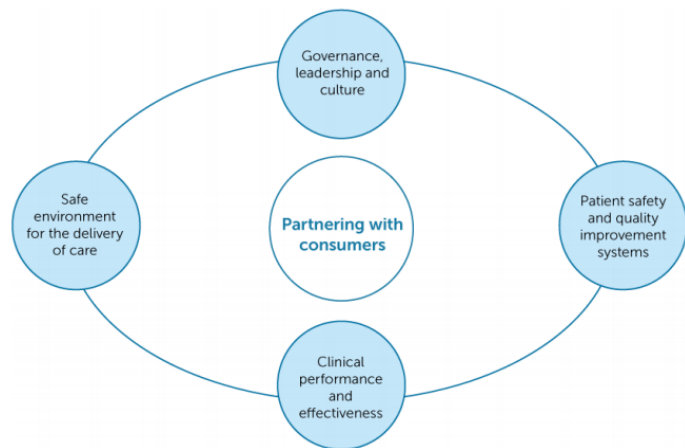 Governance,
leadership and
culture
Safe
environment
for the delivery
of care
Partnering with
consumers
Patient safety
and quality
improvement
systems
Clinical
performance
and
effectiveness